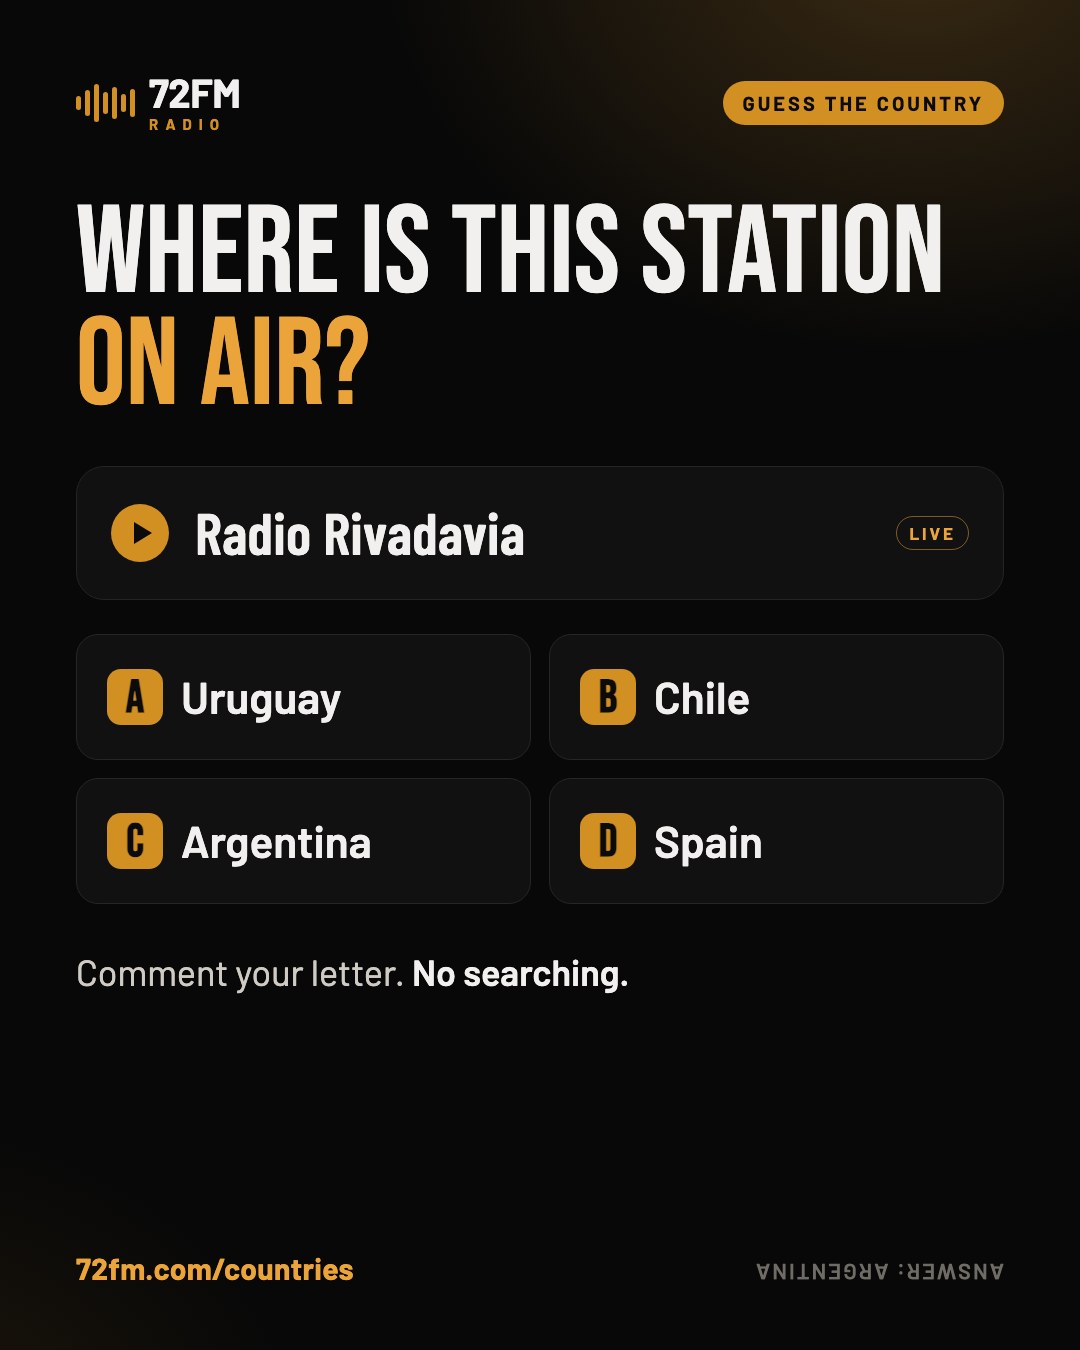 72FM
RADIO
GUESS THE COUNTRY
WHERE IS THIS STATION
ON AIR?
Radio Rivadavia
LIVE
A Uruguay
B Chile
C Argentina
D Spain
Comment your letter. No searching.
72fm.com/countries
ANSWER: ARGENTINA